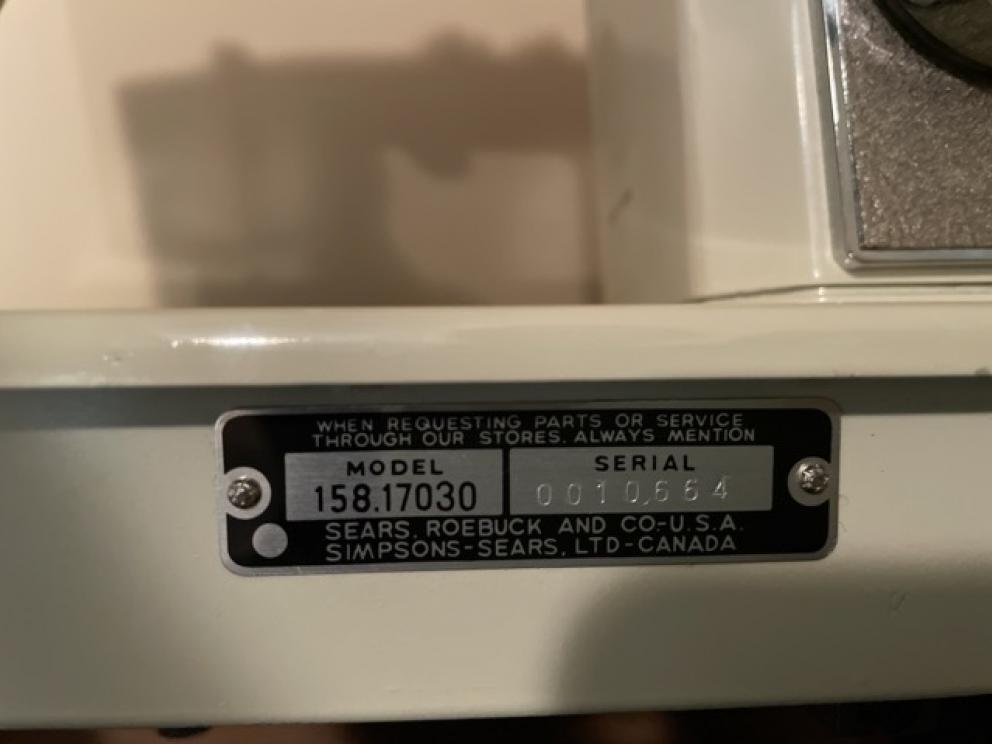 WHEN REQUESTING PARTS OR SERVICE
THROUGH OUR STORES. ALWAYS MENTION
MODEL
158.17030
SERIAL
0010664
SEARS, ROEBUCK AND CO-U.S.A.
SIMPSONS-SEARS, LTD-CANADA